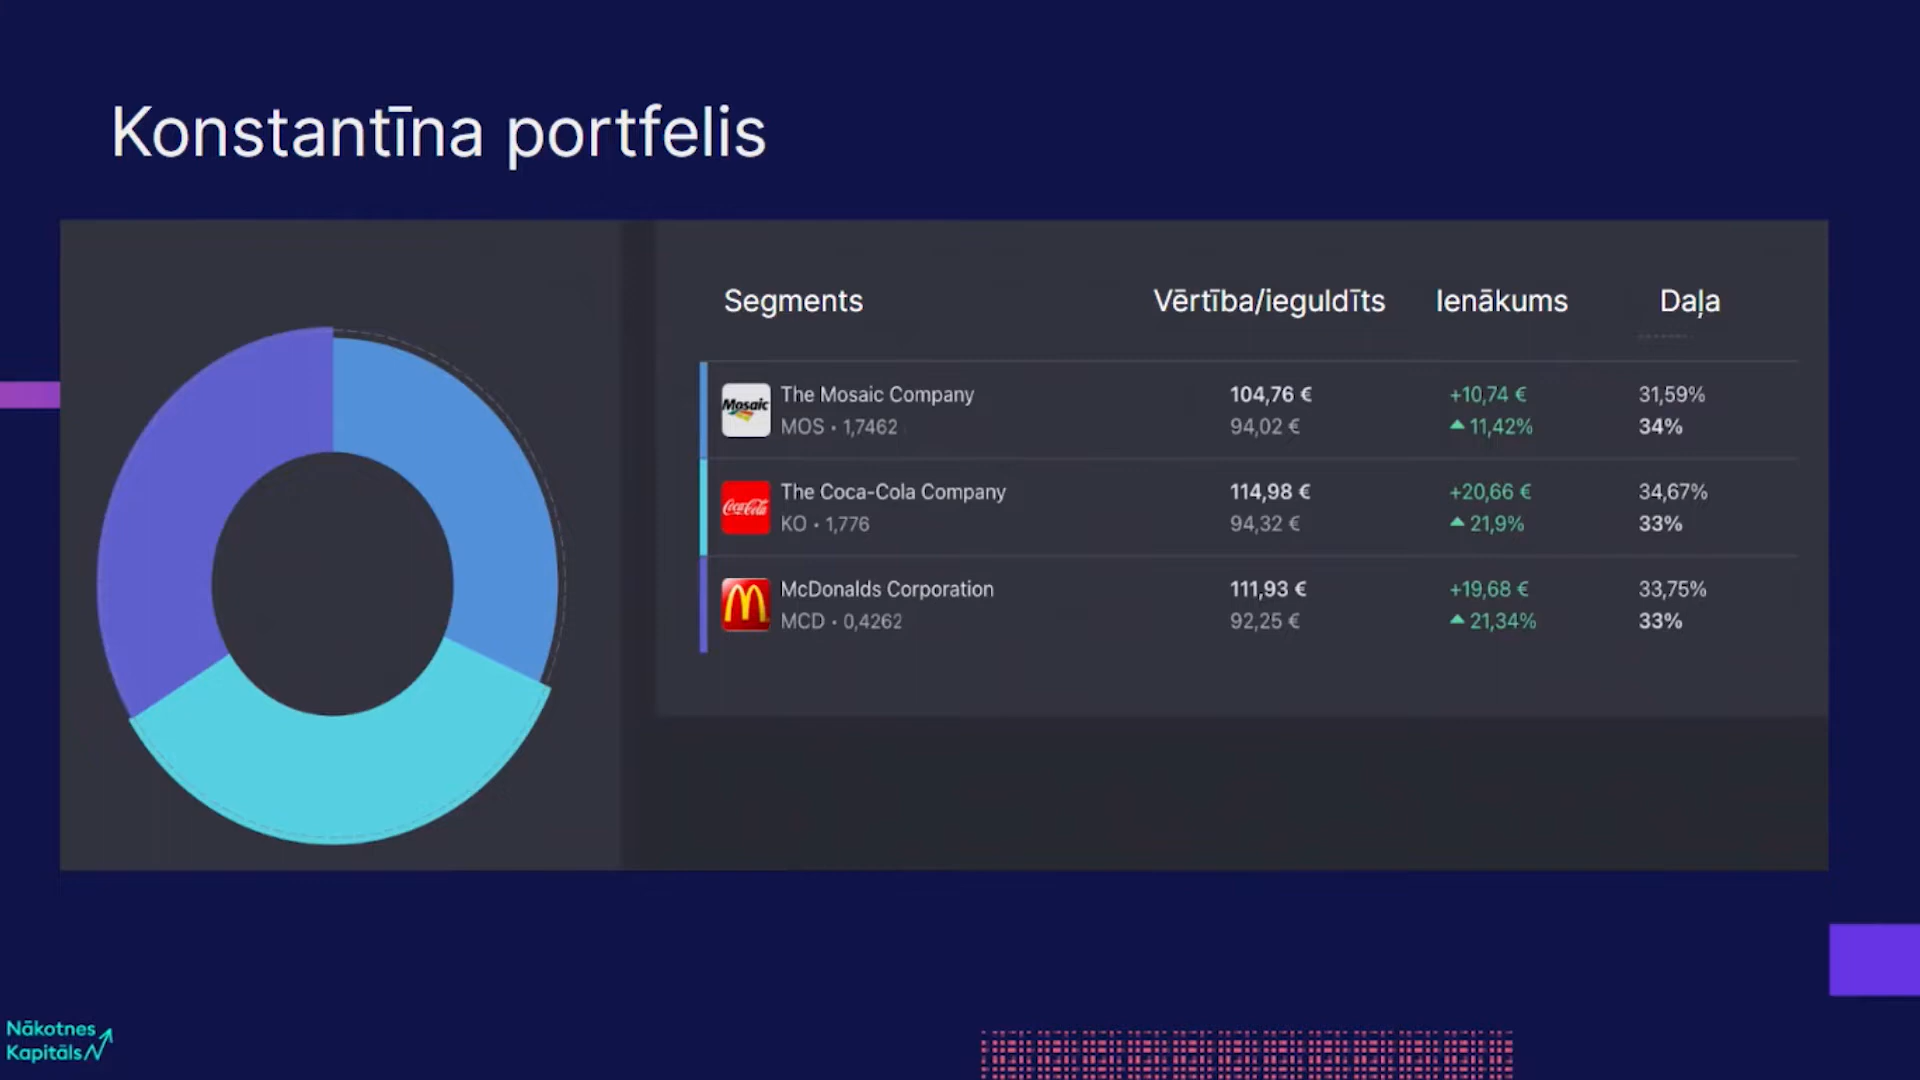 Konstantīna portfelis
Segments Vērtība/ieguldīts Ienākums Daļa
Mosaic The Mosaic Company 104,76 € +10,74 € 31,59%
MOS • 1,7462 94,02 € ▲ 11,42% 34%
Coca-Cola The Coca-Cola Company 114,98 € +20,66 € 34,67%
KO • 1,776 94,32 € ▲ 21,9% 33%
McDonalds Corporation 111,93 € +19,68 € 33,75%
MCD • 0,4262 92,25 € ▲ 21,34% 33%
Nākotnes
Kapitāls